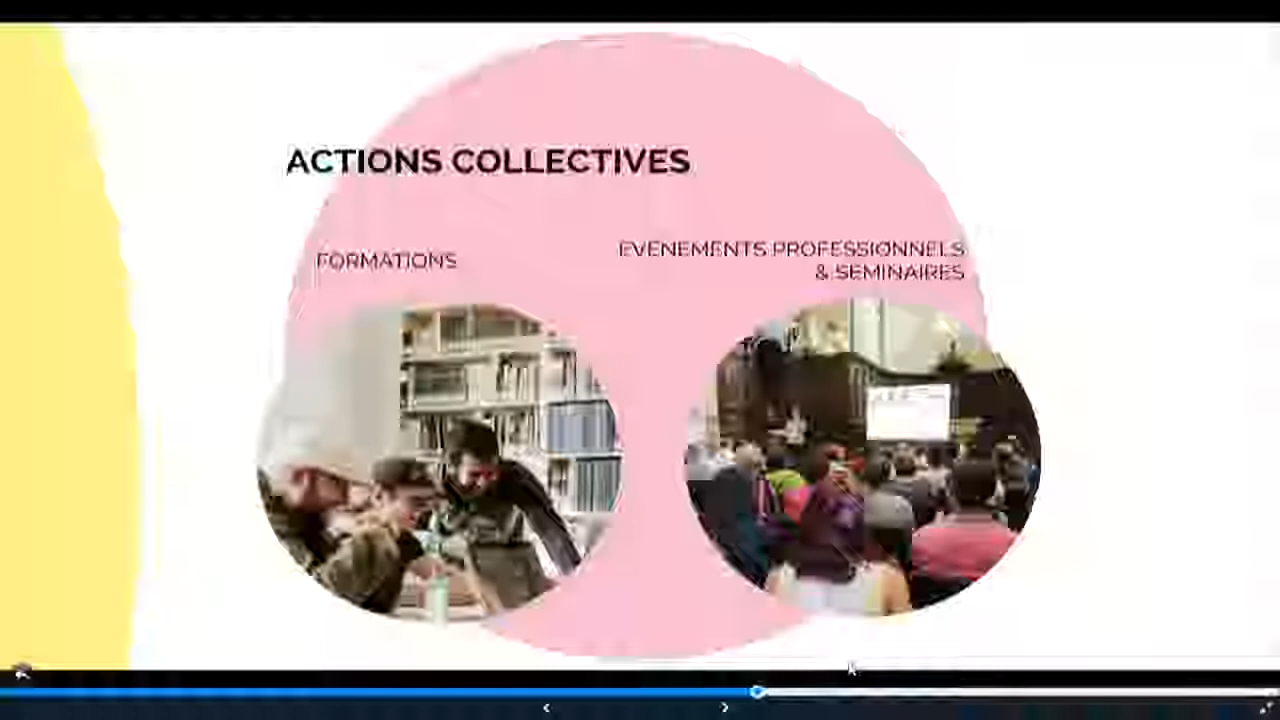 ACTIONS COLLECTIVES
FORMATIONS
EVENEMENTS PROFESSIONNELS
& SEMINAIRES